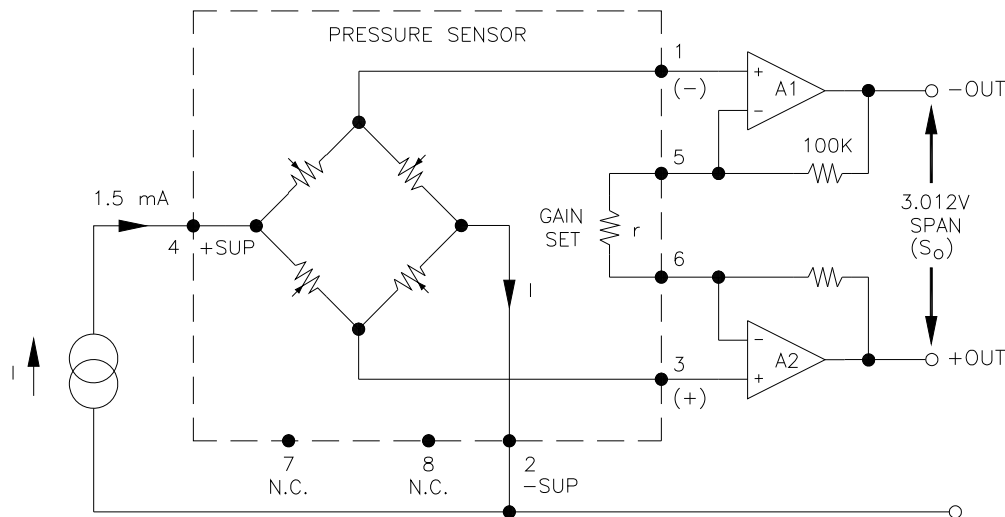 PRESSURE SENSOR
1
(−)
+
A1
−
−OUT
5
100K
1.5 mA
4
+SUP
GAIN
SET
r
3.012V
SPAN
(So)
6
I
I
−
A2
+
+OUT
3
(+)
7
N.C.
8
N.C.
2
−SUP